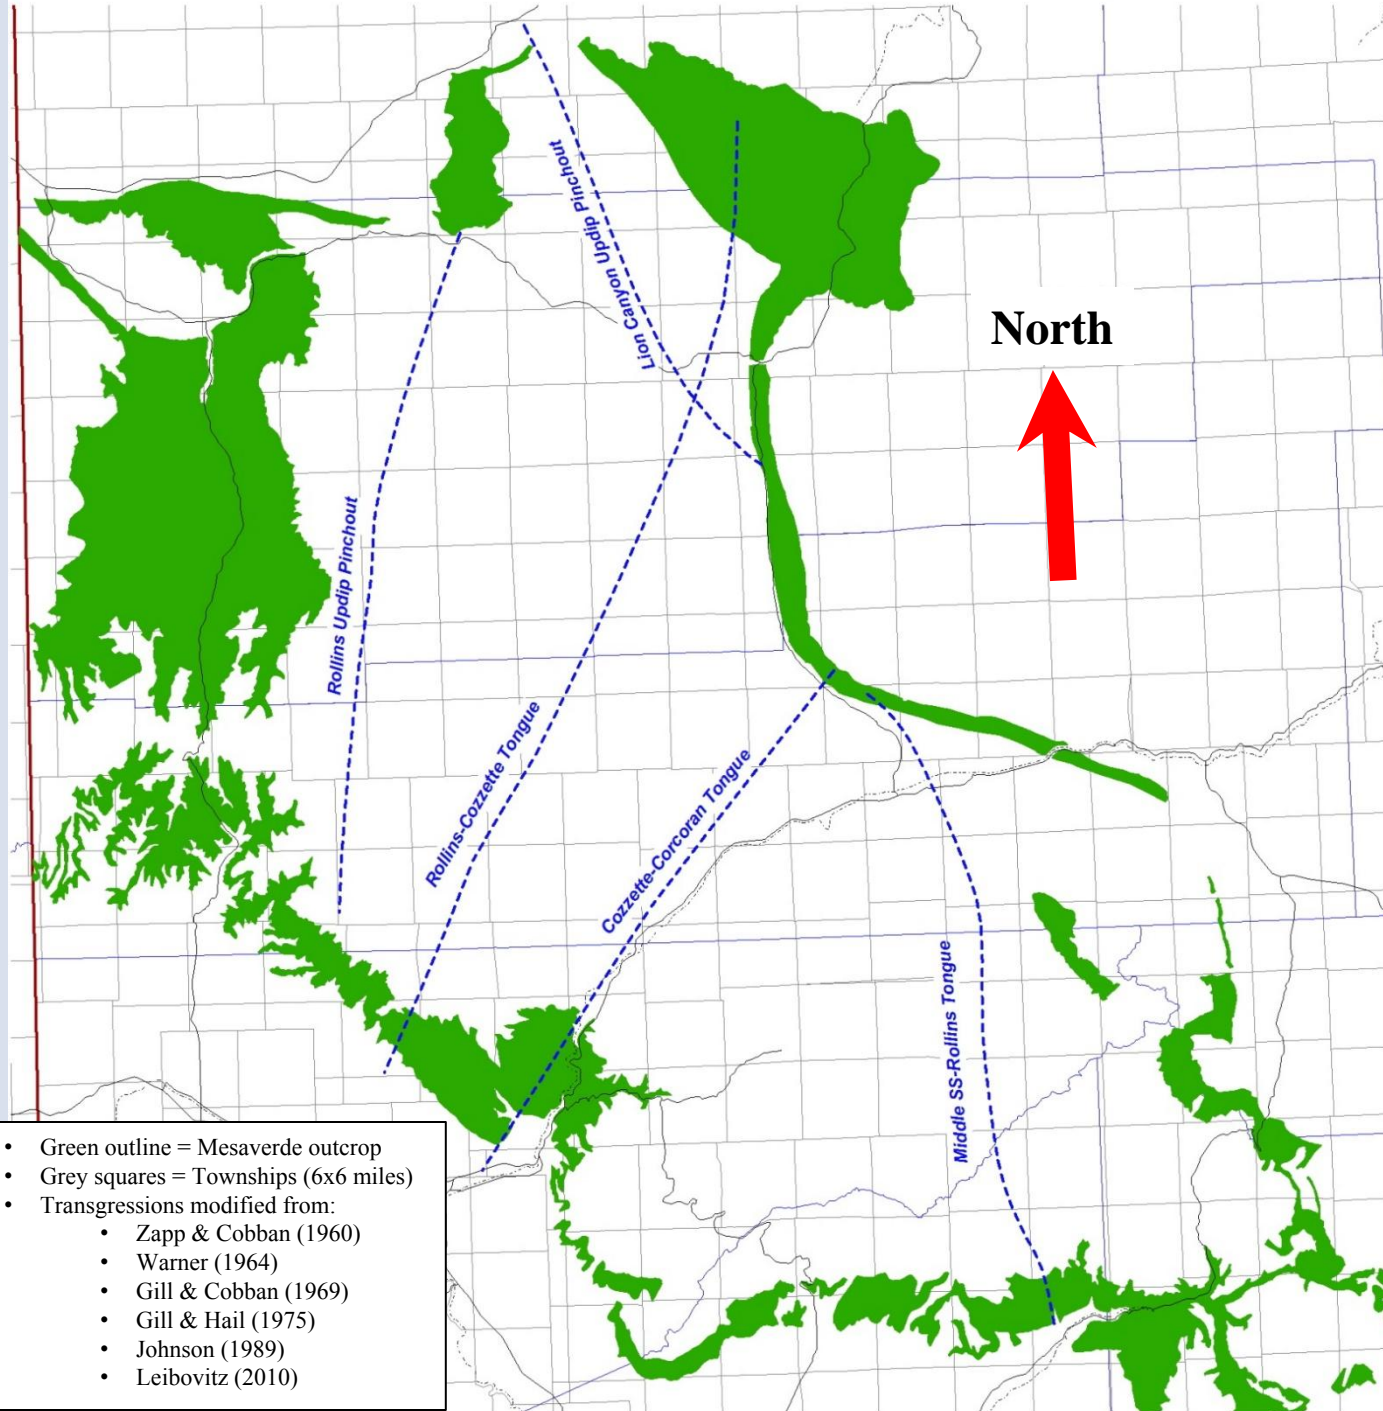 Lion Canyon Updip Pinchout
North
Rollins Updip Pinchout
Rollins-Cozzette Tongue
Cozzette-Corcoran Tongue
Middle SS-Rollins Tongue
• Green outline = Mesaverde outcrop
• Grey squares = Townships (6x6 miles)
• Transgressions modified from:
• Zapp & Cobban (1960)
• Warner (1964)
• Gill & Cobban (1969)
• Gill & Hail (1975)
• Johnson (1989)
• Leibovitz (2010)